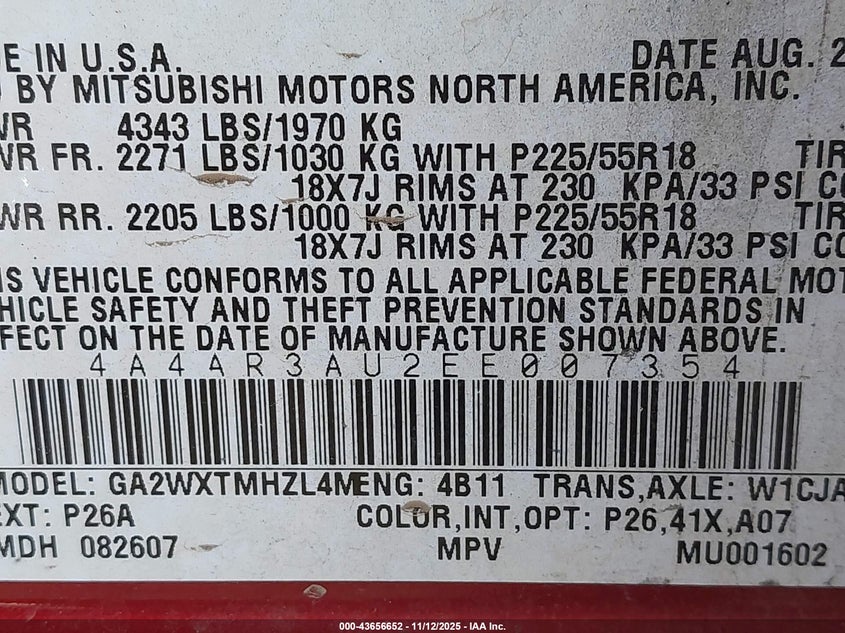 E IN U.S.A. DATE AUG. 2
BY MITSUBISHI MOTORS NORTH AMERICA, INC.
WR 4343 LBS/1970 KG
WR FR. 2271 LBS/1030 KG WITH P225/55R18 TIR
18X7J RIMS AT 230 KPA/33 PSI CO
WR RR. 2205 LBS/1000 KG WITH P225/55R18 TIR
18X7J RIMS AT 230 KPA/33 PSI CO
IS VEHICLE CONFORMS TO ALL APPLICABLE FEDERAL MOT
HICLE SAFETY AND THEFT PREVENTION STANDARDS IN
FECT ON THE DATE OF MANUFACTURE SHOWN ABOVE.
4A4AR3AU2EE007354
MODEL: GA2WXTMHZL4M ENG: 4B11 TRANS,AXLE: W1CJA
EXT: P26A COLOR,INT,OPT: P26,41X,A07
MDH 082607 MPV MU001602
000-43656652 - 11/12/2025 - IAA Inc.